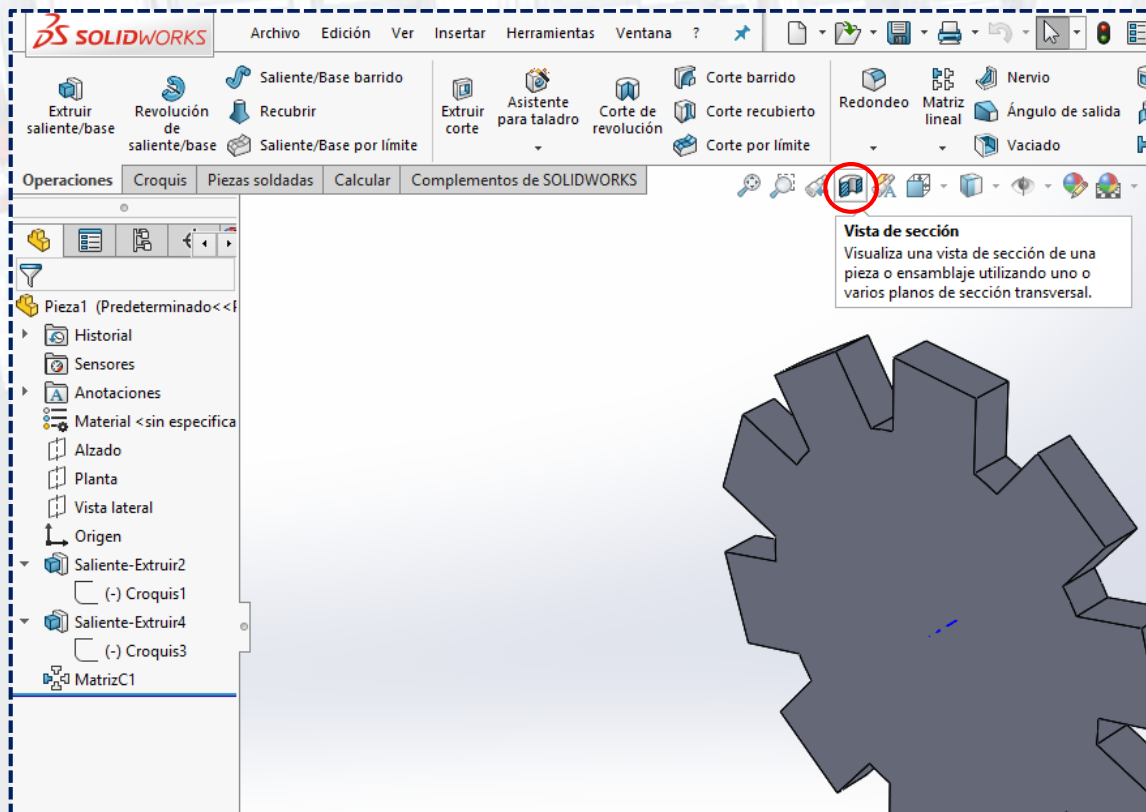 SOLIDWORKS
Archivo Edición Ver Insertar Herramientas Ventana ?
Extruir saliente/base
Revolución de saliente/base
Saliente/Base barrido
Recubrir
Saliente/Base por límite
Extruir corte
Asistente para taladro
Corte de revolución
Corte barrido
Corte recubierto
Corte por límite
Redondeo
Matriz lineal
Nervio
Ángulo de salida
Vaciado
Operaciones Croquis Piezas soldadas Calcular Complementos de SOLIDWORKS
Vista de sección
Visualiza una vista de sección de una
pieza o ensamblaje utilizando uno o
varios planos de sección transversal.
Pieza1 (Predeterminado<<
Historial
Sensores
Anotaciones
Material <sin especifica
Alzado
Planta
Vista lateral
Origen
Saliente-Extruir2
(-) Croquis1
Saliente-Extruir4
(-) Croquis3
MatrizC1